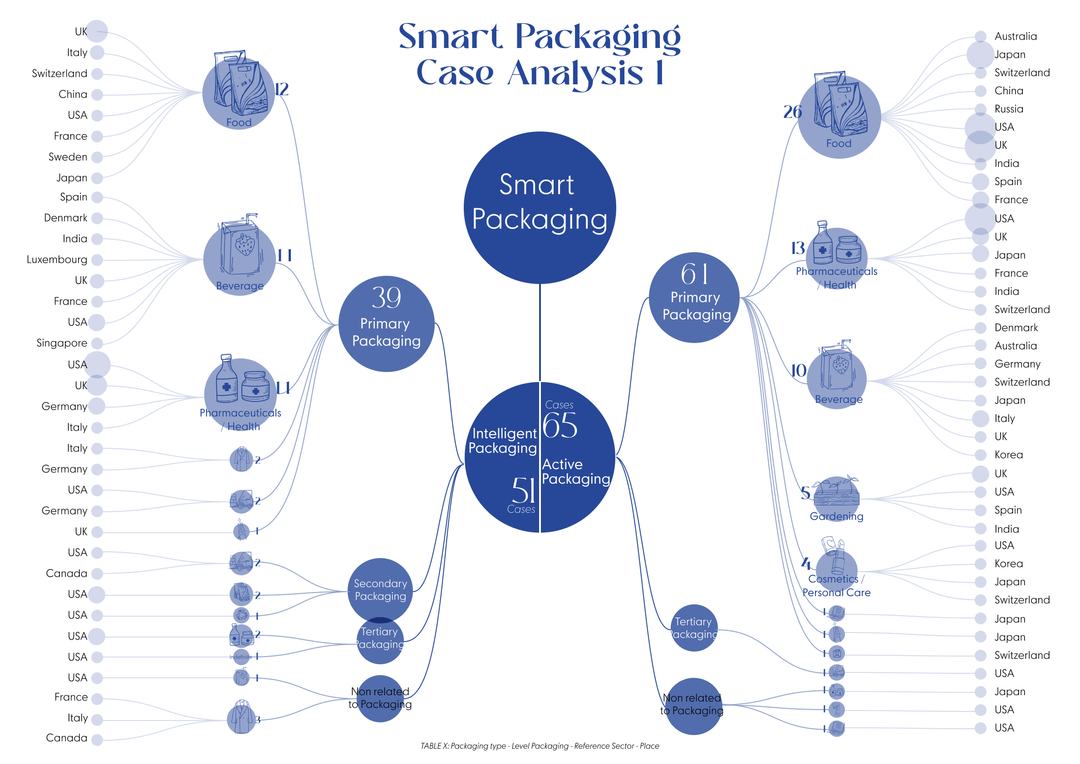 Smart Packaging
Case Analysis 1
UK
Italy
Switzerland
China
USA
France
Sweden
Japan
12
Food
Spain
Denmark
India
Luxembourg
UK
France
USA
Singapore
11
Beverage
USA
UK
Germany
Italy
11
Pharmaceuticals
/ Health
Italy
Germany
2
USA
Germany
2
UK
1
USA
Canada
2
USA
2
USA
1
USA
2
USA
1
USA
1
France
Italy
Canada
3
39
Primary
Packaging
Secondary
Packaging
Tertiary
Packaging
Non related
to Packaging
Smart
Packaging
Intelligent
Packaging
51
Cases
Cases
65
Active
Packaging
61
Primary
Packaging
Tertiary
Packaging
Non related
to Packaging
26
Food
Australia
Japan
Switzerland
China
Russia
USA
UK
India
Spain
France
13
Pharmaceuticals
/ Health
USA
UK
Japan
France
India
Switzerland
10
Beverage
Denmark
Australia
Germany
Switzerland
Japan
Italy
UK
Korea
5
Gardening
UK
USA
Spain
India
4
Cosmetics /
Personal Care
USA
Korea
Japan
Switzerland
1
Japan
1
Japan
1
Switzerland
1
USA
1
Japan
1
USA
1
USA
TABLE X: Packaging type - Level Packaging - Reference Sector - Place